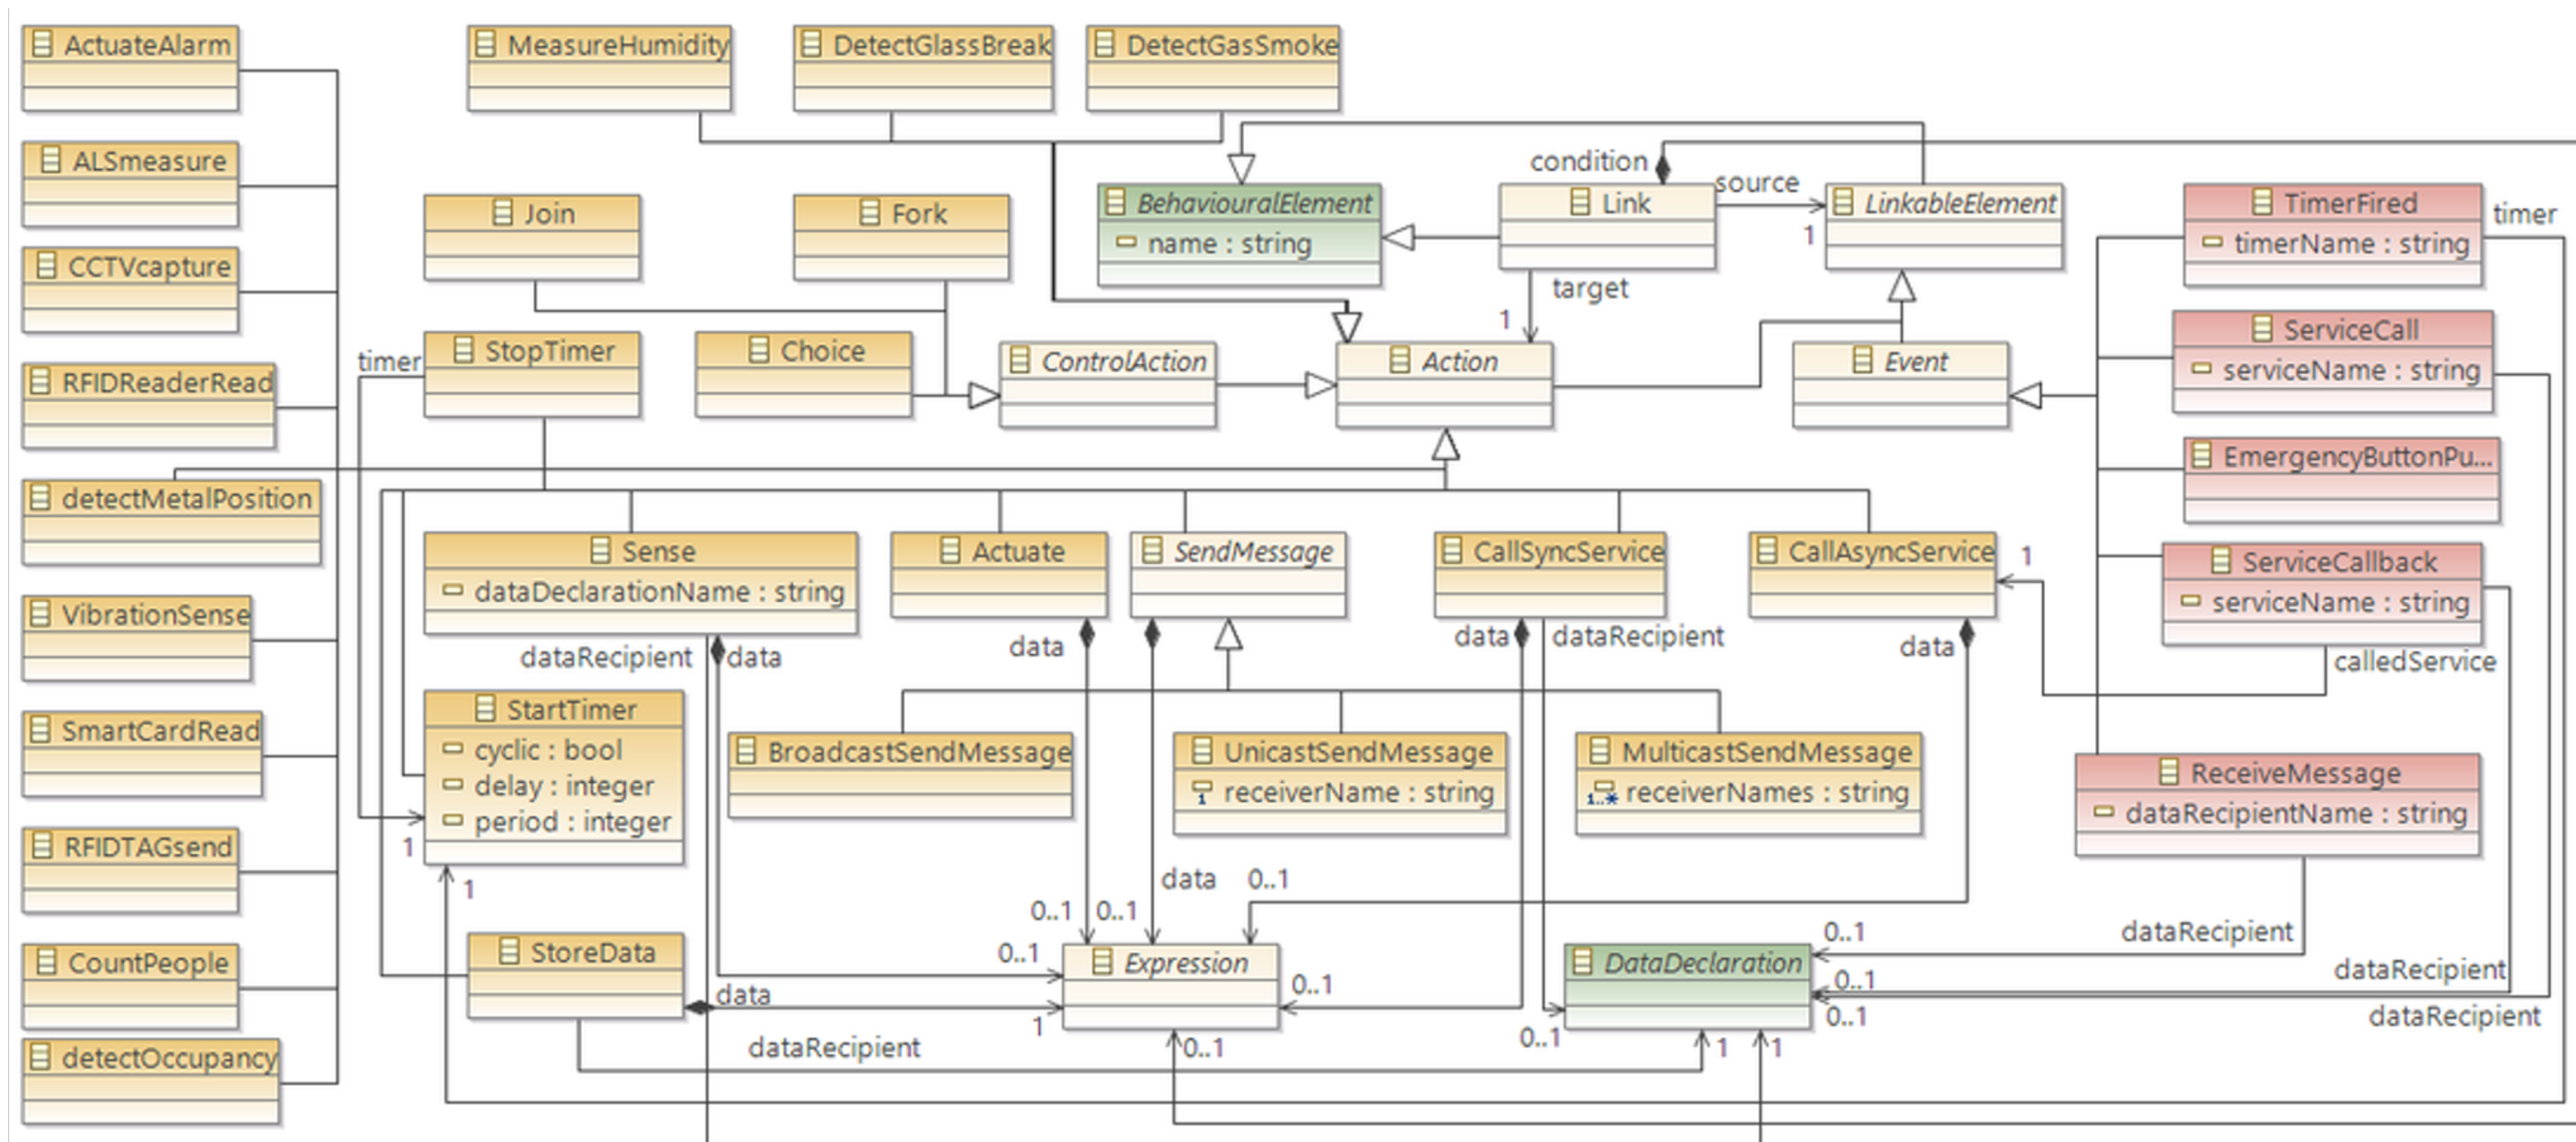 ActuateAlarm
MeasureHumidity
DetectGlassBreak
DetectGasSmoke
ALSmeasure
condition
source
BehaviouralElement
name : string
Link
LinkableElement
1
TimerFired
timerName : string
timer
Join
Fork
CCTVcapture
target
1
ServiceCall
serviceName : string
timer
StopTimer
Choice
ControlAction
Action
Event
RFIDReaderRead
EmergencyButtonPu...
detectMetalPosition
Sense
dataDeclarationName : string
Actuate
SendMessage
CallSyncService
CallAsyncService
1
ServiceCallback
serviceName : string
VibrationSense
dataRecipient
data
data
data
dataRecipient
data
calledService
StartTimer
cyclic : bool
delay : integer
period : integer
1
SmartCardRead
BroadcastSendMessage
UnicastSendMessage
1 receiverName : string
MulticastSendMessage
1..* receiverNames : string
ReceiveMessage
dataRecipientName : string
RFIDTAGsend
1
data
0..1
0..1
0..1
0..1
dataRecipient
CountPeople
StoreData
0..1
Expression
0..1
DataDeclaration
0..1
dataRecipient
data
1
0..1
0..1
dataRecipient
detectOccupancy
dataRecipient
0..1
1
1